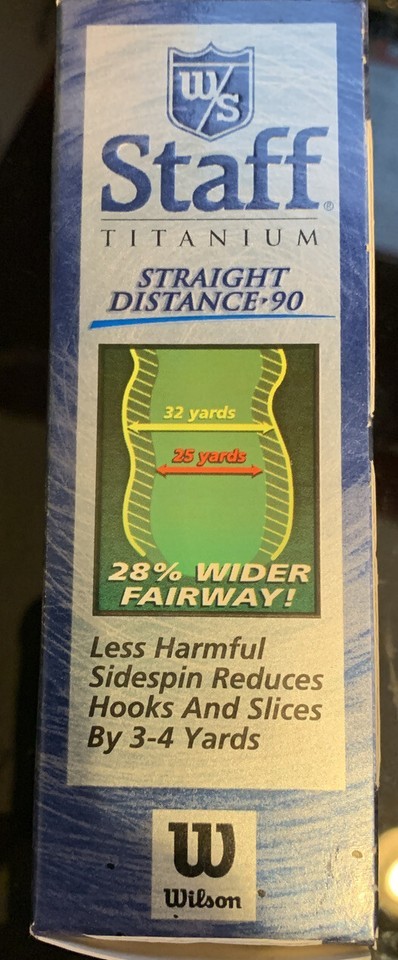 W/S
Staff®
TITANIUM
STRAIGHT
DISTANCE•90
32 yards
25 yards
28% WIDER
FAIRWAY!
Less Harmful
Sidespin Reduces
Hooks And Slices
By 3-4 Yards
W
Wilson